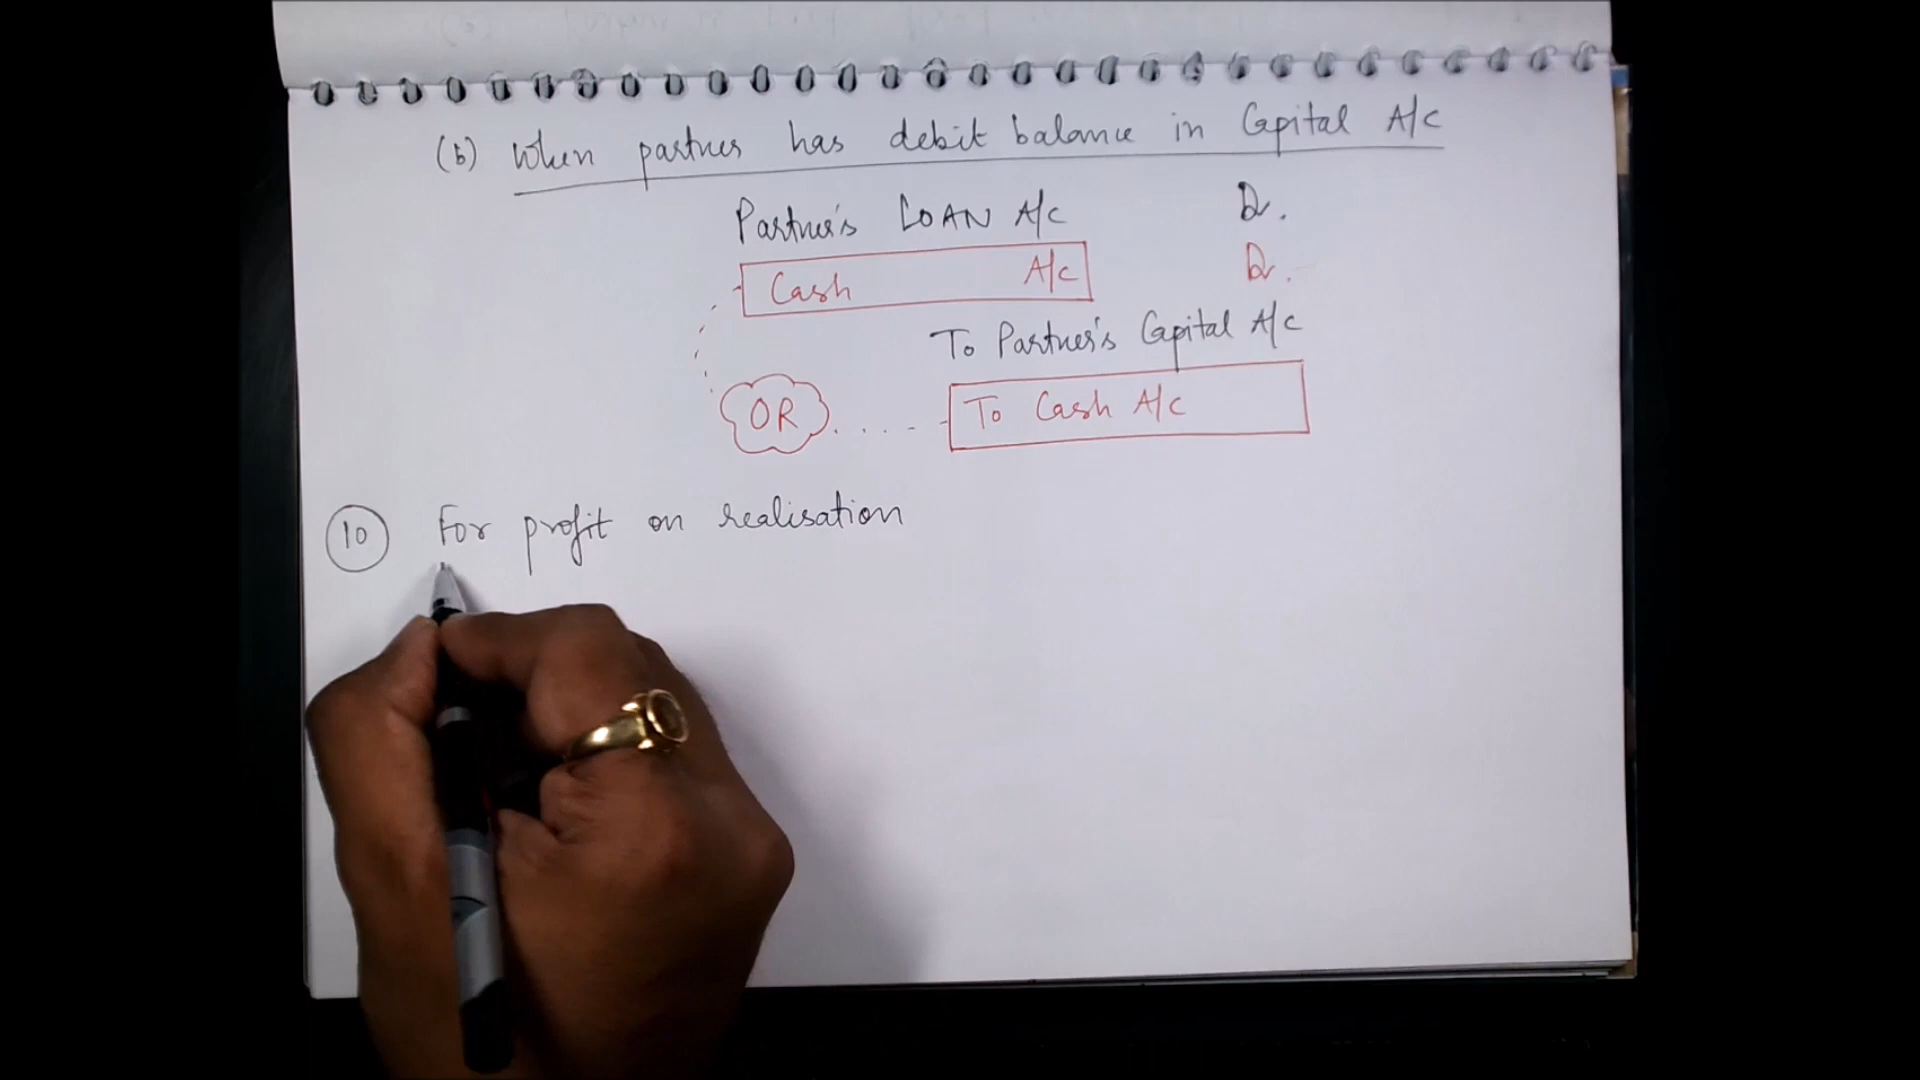 (b) When partner has debit balance in Capital A/c
Partner's LOAN A/c Dr.
Cash A/c Dr.
To Partner's Capital A/c
OR To Cash A/c
10 For profit on realisation